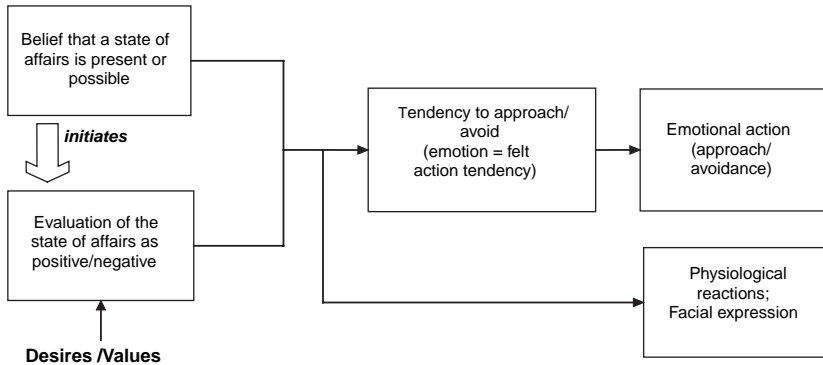 Belief that a state of
affairs is present or
possible
initiates
Evaluation of the
state of affairs as
positive/negative
Desires /Values
Tendency to approach/
avoid
(emotion = felt
action tendency)
Emotional action
(approach/
avoidance)
Physiological
reactions;
Facial expression